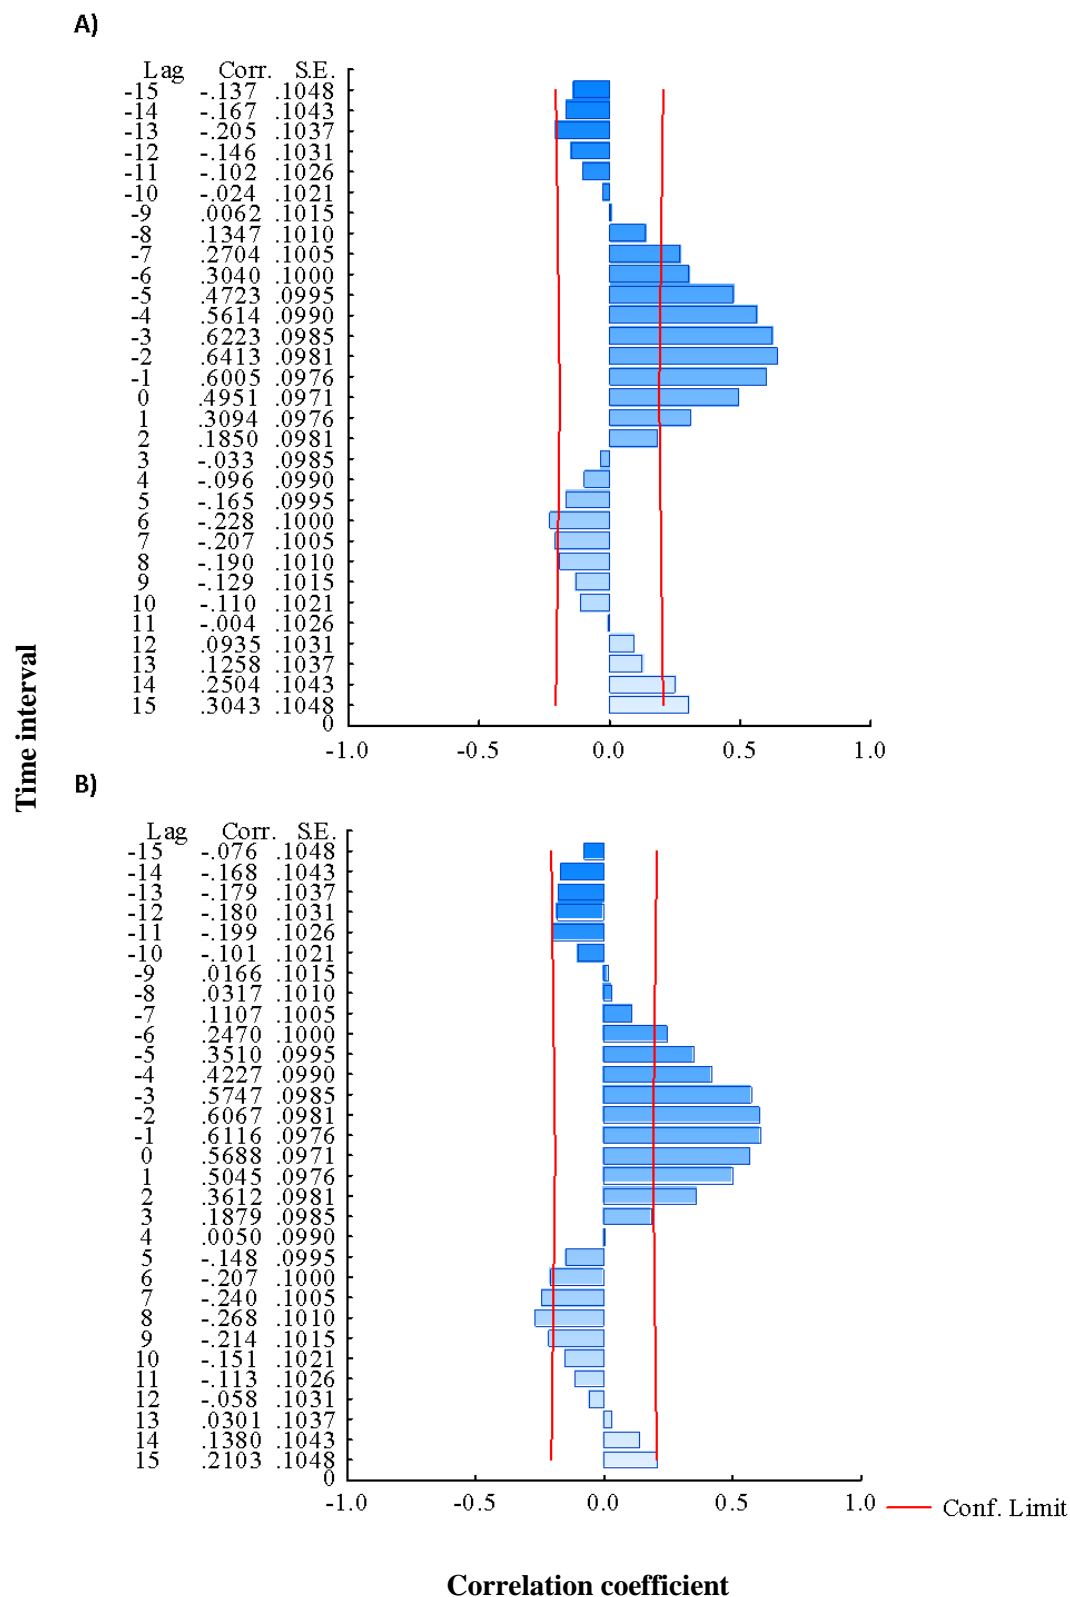 A)
Lag Corr. S.E.
-15 -.137 .1048
-14 -.167 .1043
-13 -.205 .1037
-12 -.146 .1031
-11 -.102 .1026
-10 -.024 .1021
-9 .0062 .1015
-8 .1347 .1010
-7 .2704 .1005
-6 .3040 .1000
-5 .4723 .0995
-4 .5614 .0990
-3 .6223 .0985
-2 .6413 .0981
-1 .6005 .0976
0 .4951 .0971
1 .3094 .0976
2 .1850 .0981
3 -.033 .0985
4 -.096 .0990
5 -.165 .0995
6 -.228 .1000
7 -.207 .1005
8 -.190 .1010
9 -.129 .1015
10 -.110 .1021
11 -.004 .1026
12 .0935 .1031
13 .1258 .1037
14 .2504 .1043
15 .3043 .1048
0
-1.0 -0.5 0.0 0.5 1.0
Time interval
B)
Lag Corr. S.E.
-15 -.076 .1048
-14 -.168 .1043
-13 -.179 .1037
-12 -.180 .1031
-11 -.199 .1026
-10 -.101 .1021
-9 .0166 .1015
-8 .0317 .1010
-7 .1107 .1005
-6 .2470 .1000
-5 .3510 .0995
-4 .4227 .0990
-3 .5747 .0985
-2 .6067 .0981
-1 .6116 .0976
0 .5688 .0971
1 .5045 .0976
2 .3612 .0981
3 .1879 .0985
4 .0050 .0990
5 -.148 .0995
6 -.207 .1000
7 -.240 .1005
8 -.268 .1010
9 -.214 .1015
10 -.151 .1021
11 -.113 .1026
12 -.058 .1031
13 .0301 .1037
14 .1380 .1043
15 .2103 .1048
0
-1.0 -0.5 0.0 0.5 1.0
Conf. Limit
Correlation coefficient